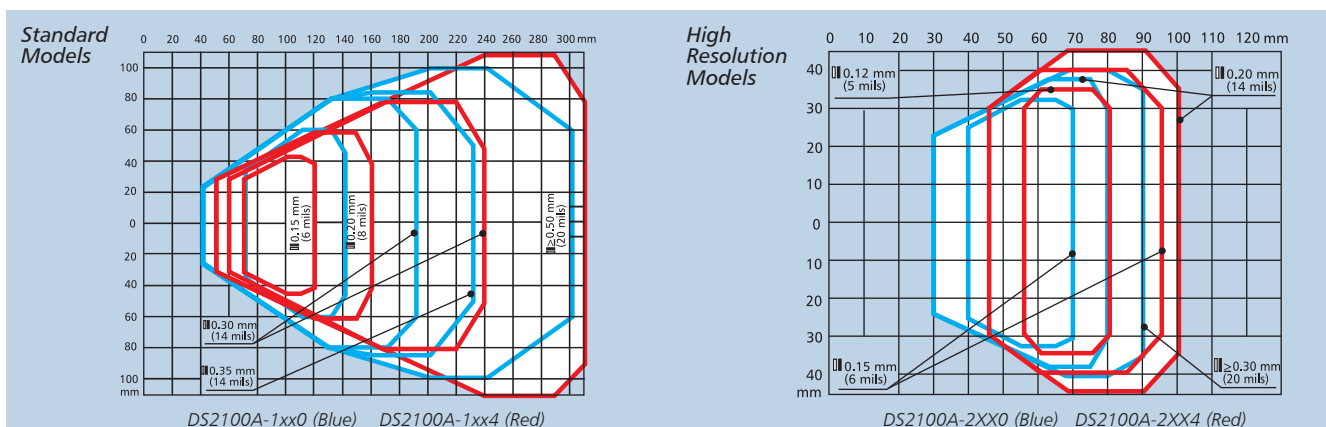 Standard
Models
0 20 40 60 80 100 120 140 160 180 200 220 240 260 280 300 mm
100
80
60
40
20
0
20
40
60
80
100
mm
0.15 mm
(6 mils)
0.20 mm
(8 mils)
≥0.50 mm
(20 mils)
0.30 mm
(14 mils)
0.35 mm
(14 mils)
DS2100A-1xx0 (Blue) DS2100A-1xx4 (Red)
High
Resolution
Models
0 10 20 30 40 50 60 70 80 90 100 110 120 mm
40
30
20
10
0
10
20
30
40
mm
0.12 mm
(5 mils)
0.20 mm
(14 mils)
0.15 mm
(6 mils)
≥0.30 mm
(20 mils)
DS2100A-2XX0 (Blue) DS2100A-2XX4 (Red)